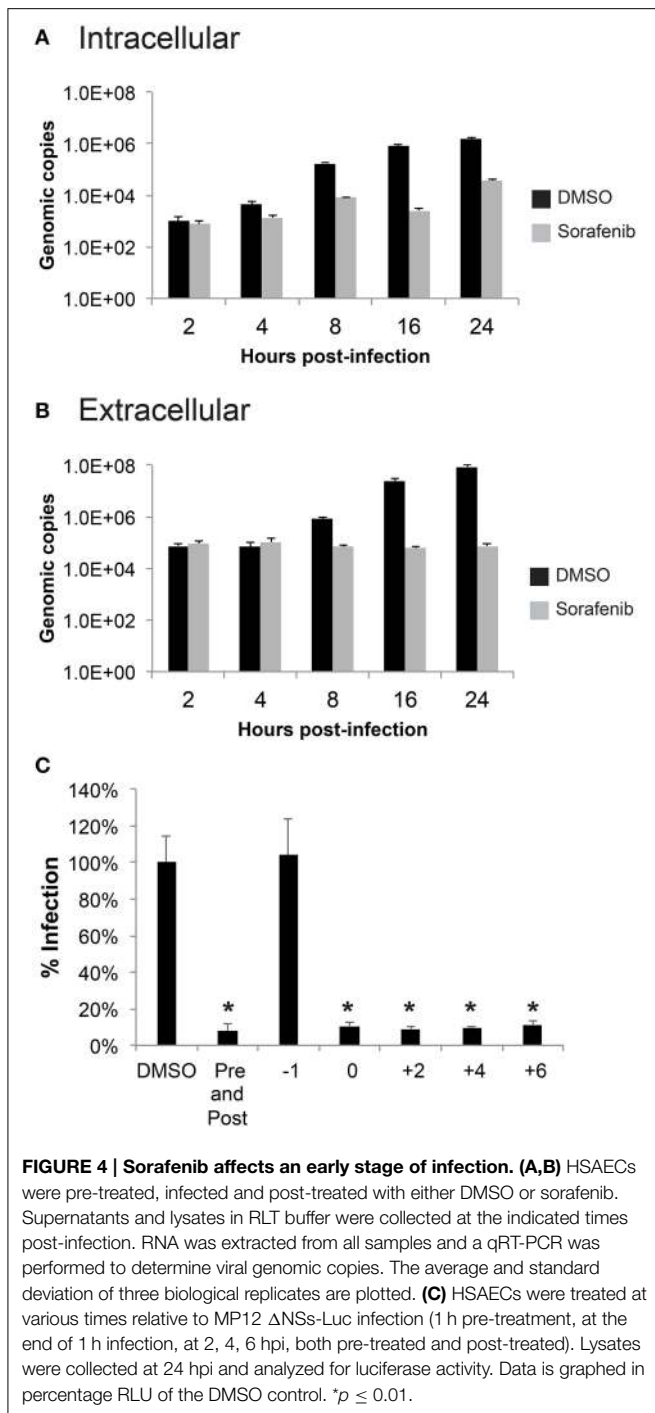 A Intracellular
1.0E+08
1.0E+06
1.0E+04
1.0E+02
1.0E+00
Genomic copies
DMSO
Sorafenib
2 4 8 16 24
Hours post-infection
B Extracellular
1.0E+08
1.0E+06
1.0E+04
1.0E+02
1.0E+00
Genomic copies
DMSO
Sorafenib
2 4 8 16 24
Hours post-infection
C
140%
120%
100%
80%
60%
40%
20%
0%
% Infection
* * * * *
DMSO Pre and Post -1 0 +2 +4 +6
FIGURE 4 | Sorafenib affects an early stage of infection. (A,B) HSAECs
were pre-treated, infected and post-treated with either DMSO or sorafenib.
Supernatants and lysates in RLT buffer were collected at the indicated times
post-infection. RNA was extracted from all samples and a qRT-PCR was
performed to determine viral genomic copies. The average and standard
deviation of three biological replicates are plotted. (C) HSAECs were treated at
various times relative to MP12 ΔNSs-Luc infection (1 h pre-treatment, at the
end of 1 h infection, at 2, 4, 6 hpi, both pre-treated and post-treated). Lysates
were collected at 24 hpi and analyzed for luciferase activity. Data is graphed in
percentage RLU of the DMSO control. *p ≤ 0.01.